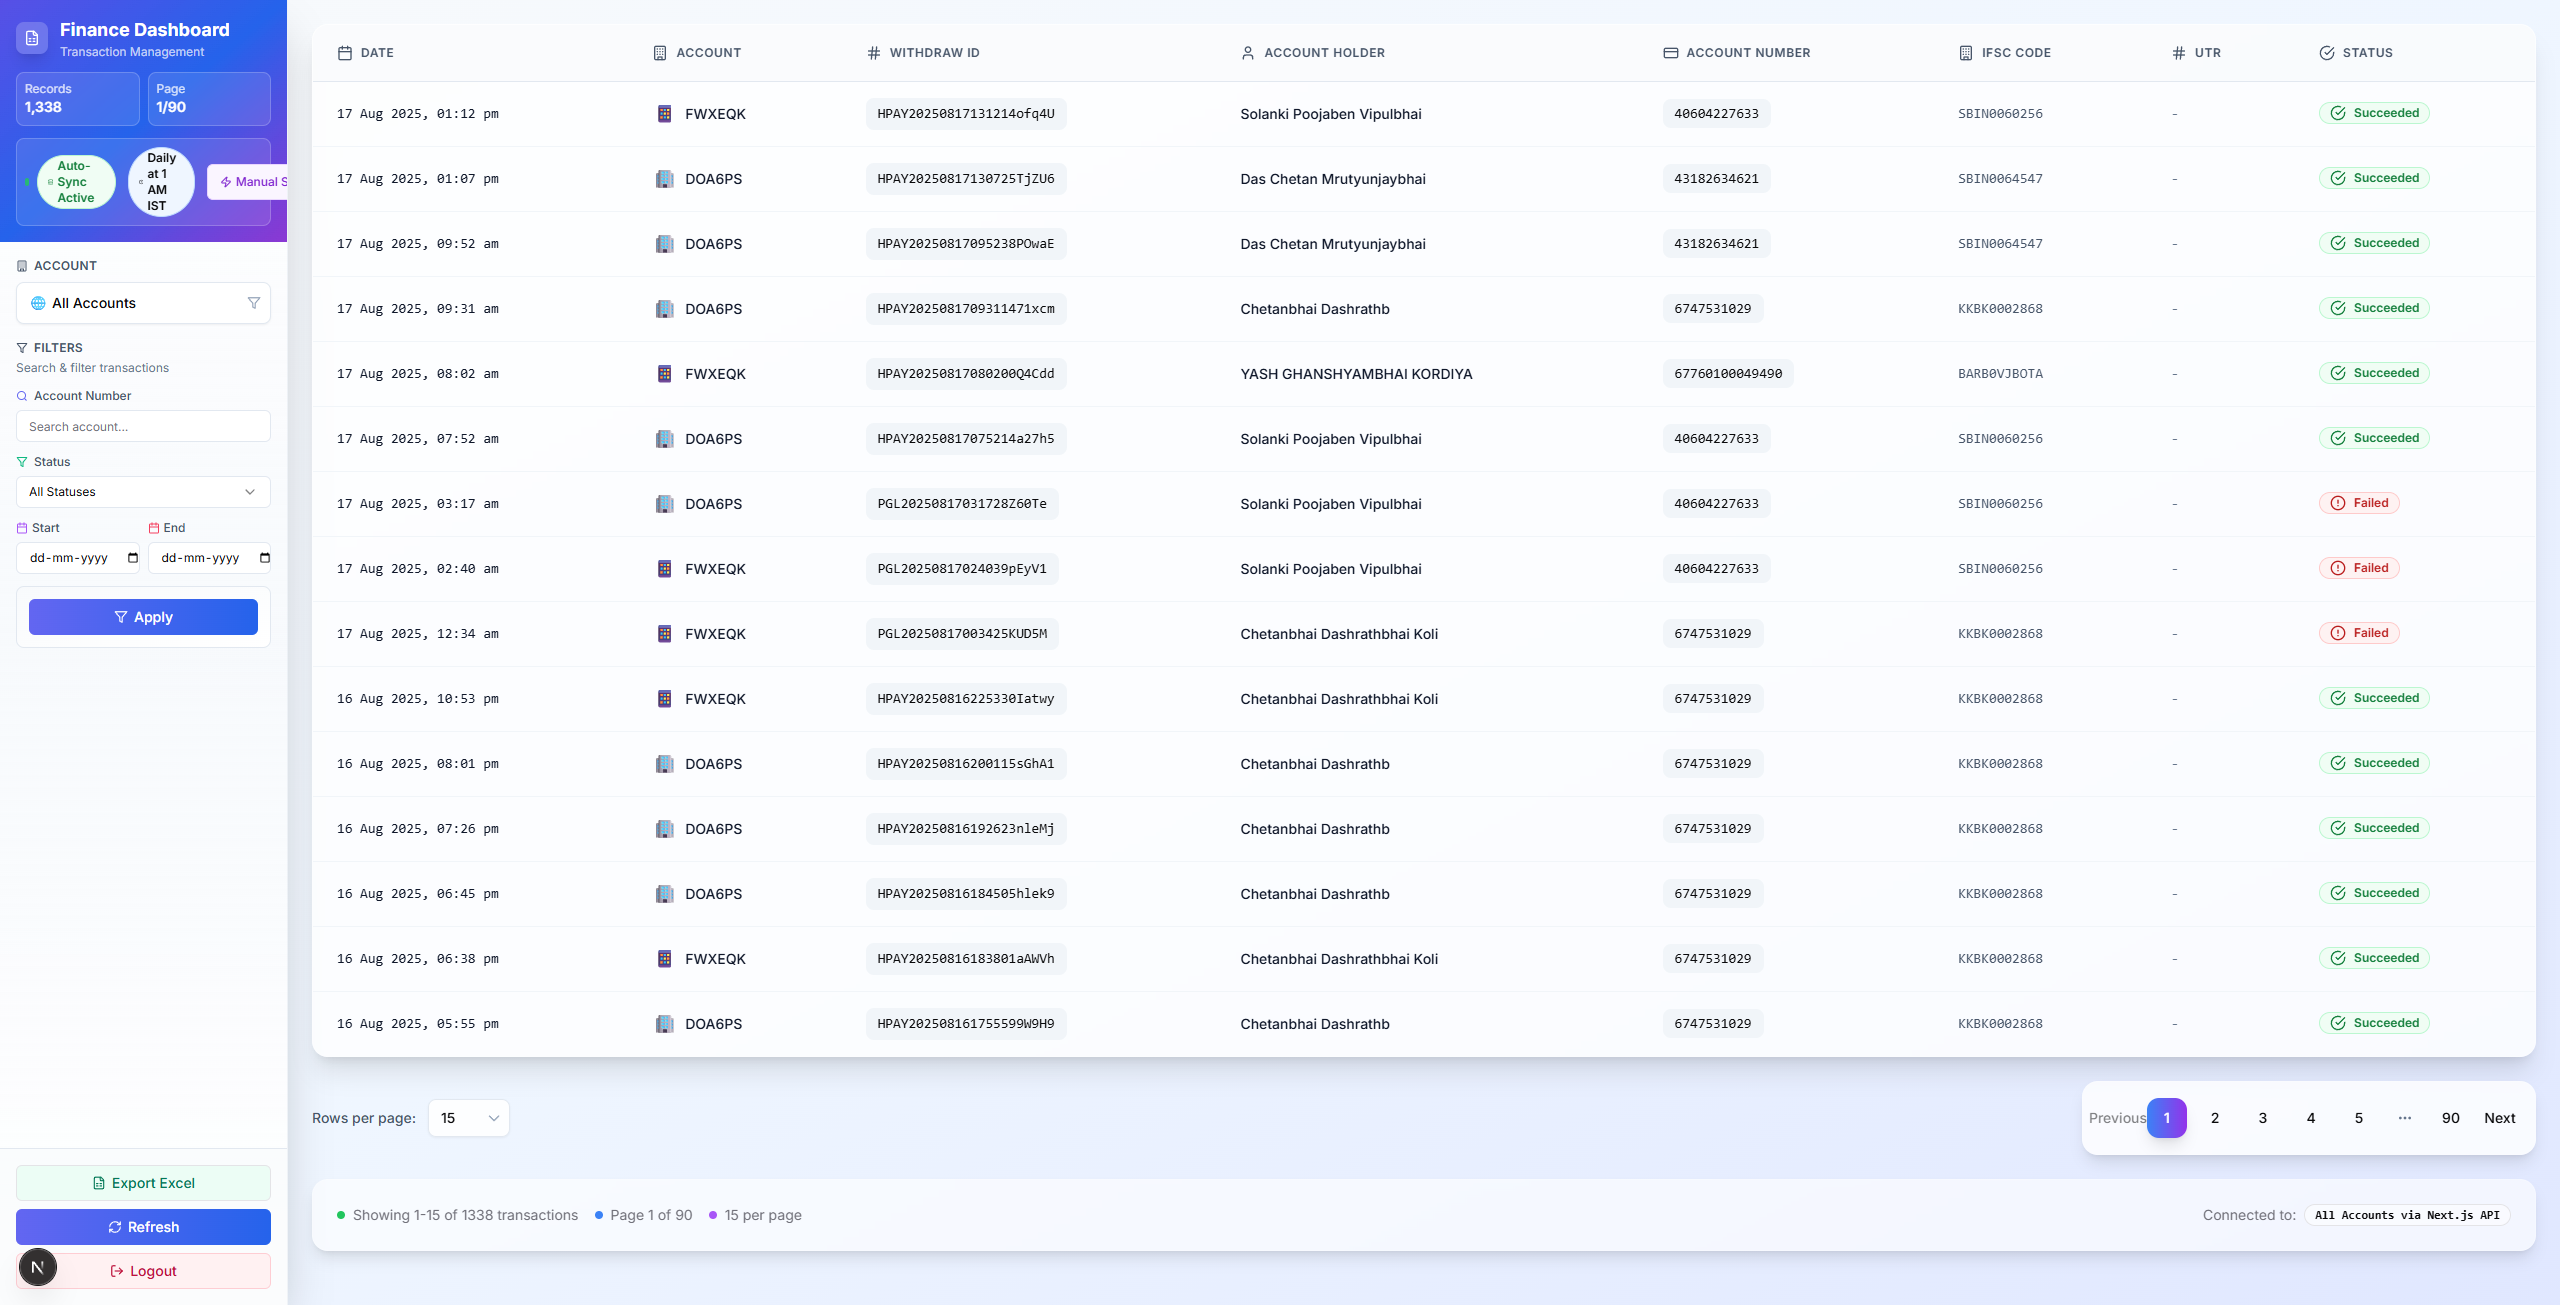 Finance Dashboard
Transaction Management
Records
1,338
Page
1/90
Auto-
Sync
Active
Daily
at 1
AM
IST
Manual S
ACCOUNT
All Accounts
FILTERS
Search & filter transactions
Account Number
Search account...
Status
All Statuses
Start End
dd-mm-yyyy dd-mm-yyyy
Apply
Export Excel
Refresh
N
Logout
DATE ACCOUNT WITHDRAW ID ACCOUNT HOLDER ACCOUNT NUMBER IFSC CODE UTR STATUS
17 Aug 2025, 01:12 pm FWXEQK HPAY20250817131214ofq4U Solanki Poojaben Vipulbhai 40604227633 SBIN0060256 - Succeeded
17 Aug 2025, 01:07 pm DOA6PS HPAY20250817130725TjZU6 Das Chetan Mrutyunjaybhai 43182634621 SBIN0064547 - Succeeded
17 Aug 2025, 09:52 am DOA6PS HPAY20250817095238POwaE Das Chetan Mrutyunjaybhai 43182634621 SBIN0064547 - Succeeded
17 Aug 2025, 09:31 am DOA6PS HPAY2025081709311471xcm Chetanbhai Dashrathb 6747531029 KKBK0002868 - Succeeded
17 Aug 2025, 08:02 am FWXEQK HPAY20250817080200Q4Cdd YASH GHANSHYAMBHAI KORDIYA 67760100049490 BARB0VJBOTA - Succeeded
17 Aug 2025, 07:52 am DOA6PS HPAY20250817075214a27h5 Solanki Poojaben Vipulbhai 40604227633 SBIN0060256 - Succeeded
17 Aug 2025, 03:17 am DOA6PS PGL20250817031728Z60Te Solanki Poojaben Vipulbhai 40604227633 SBIN0060256 - Failed
17 Aug 2025, 02:40 am FWXEQK PGL20250817024039pEyV1 Solanki Poojaben Vipulbhai 40604227633 SBIN0060256 - Failed
17 Aug 2025, 12:34 am FWXEQK PGL20250817003425KUD5M Chetanbhai Dashrathbhai Koli 6747531029 KKBK0002868 - Failed
16 Aug 2025, 10:53 pm FWXEQK HPAY20250816225330Iatwy Chetanbhai Dashrathbhai Koli 6747531029 KKBK0002868 - Succeeded
16 Aug 2025, 08:01 pm DOA6PS HPAY20250816200115sGhA1 Chetanbhai Dashrathb 6747531029 KKBK0002868 - Succeeded
16 Aug 2025, 07:26 pm DOA6PS HPAY20250816192623nleMj Chetanbhai Dashrathb 6747531029 KKBK0002868 - Succeeded
16 Aug 2025, 06:45 pm DOA6PS HPAY20250816184505hlek9 Chetanbhai Dashrathb 6747531029 KKBK0002868 - Succeeded
16 Aug 2025, 06:38 pm FWXEQK HPAY20250816183801aAWVh Chetanbhai Dashrathbhai Koli 6747531029 KKBK0002868 - Succeeded
16 Aug 2025, 05:55 pm DOA6PS HPAY202508161755599W9H9 Chetanbhai Dashrathb 6747531029 KKBK0002868 - Succeeded
Rows per page: 15
Previous 1 2 3 4 5 ... 90 Next
Showing 1-15 of 1338 transactions Page 1 of 90 15 per page
Connected to: All Accounts via Next.js API